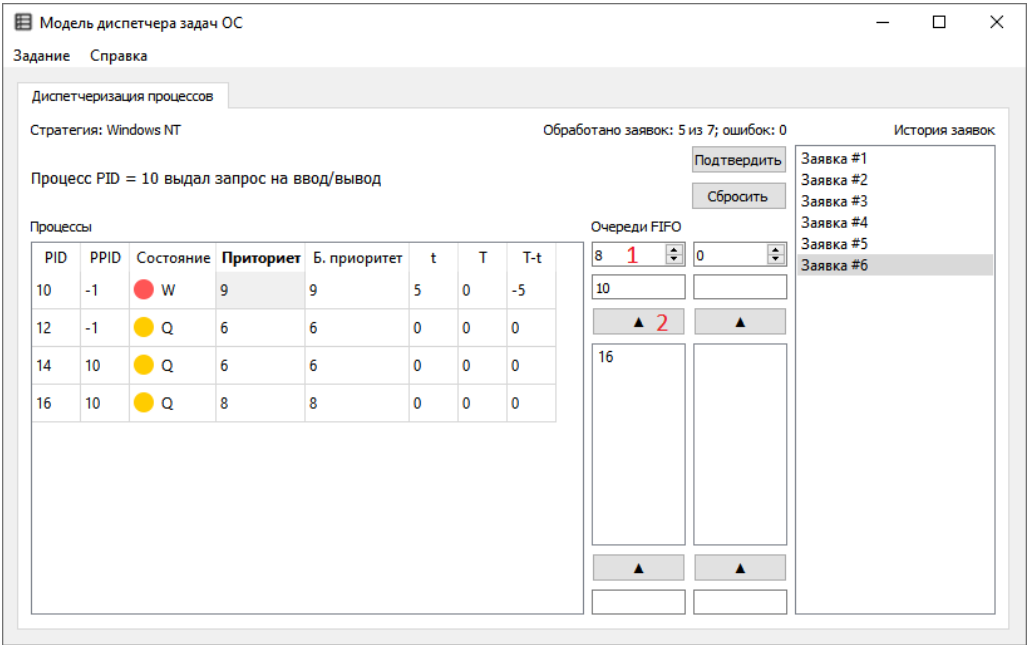 Модель диспетчера задач ОС
Задание Справка
Диспетчеризация процессов
Стратегия: Windows NT
Обработано заявок: 5 из 7; ошибок: 0
История заявок
Процесс PID = 10 выдал запрос на ввод/вывод
Подтвердить
Сбросить
Заявка #1
Заявка #2
Заявка #3
Заявка #4
Заявка #5
Заявка #6
Процессы
PID PPID Состояние Приториет Б. приоритет t T T-t
10 -1 W 9 9 5 0 -5
12 -1 Q 6 6 0 0 0
14 10 Q 6 6 0 0 0
16 10 Q 8 8 0 0 0
Очереди FIFO
8 1 0
10
▲ 2 ▲
16
▲ ▲